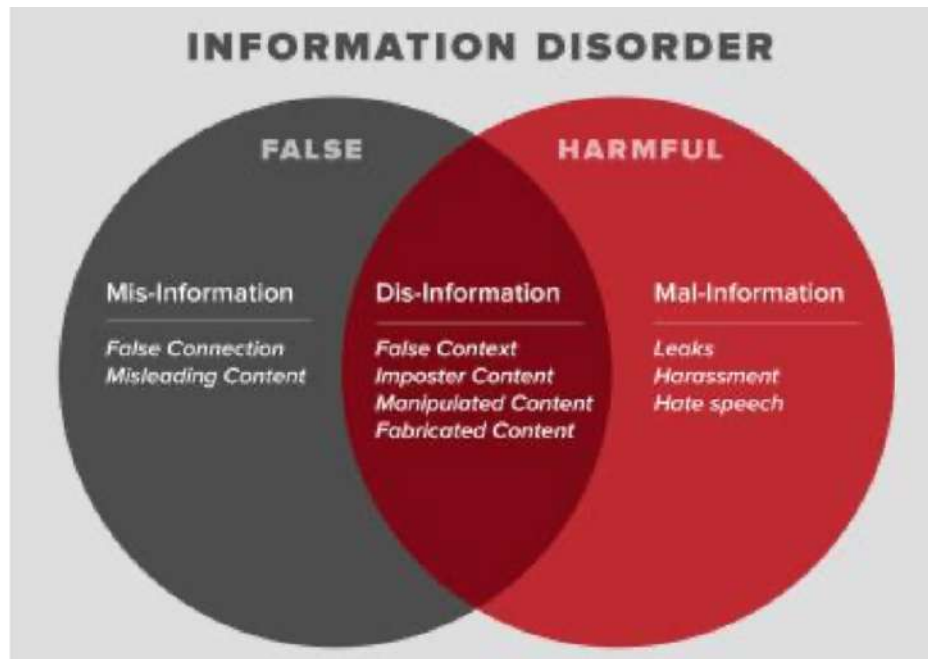 INFORMATION DISORDER
FALSE
HARMFUL
Mis-Information
False Connection
Misleading Content
Dis-Information
False Context
Imposter Content
Manipulated Content
Fabricated Content
Mal-Information
Leaks
Harassment
Hate speech